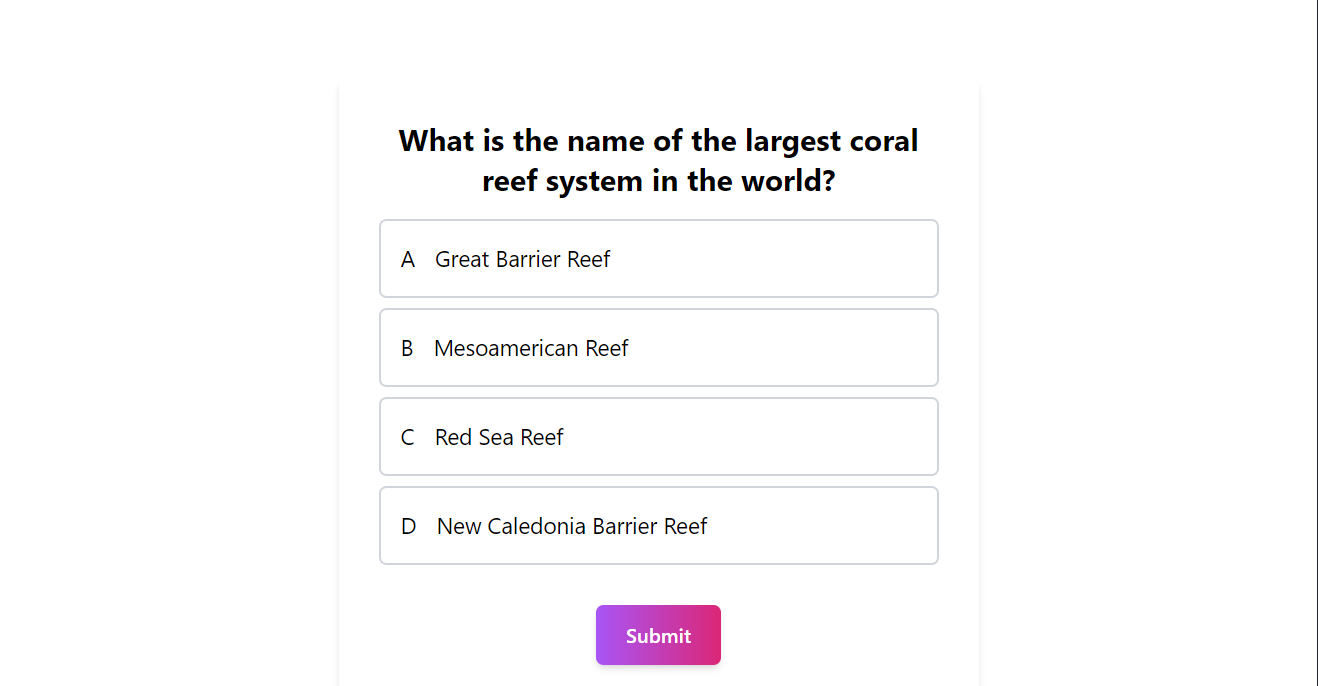 What is the name of the largest coral
reef system in the world?
A Great Barrier Reef
B Mesoamerican Reef
C Red Sea Reef
D New Caledonia Barrier Reef
Submit